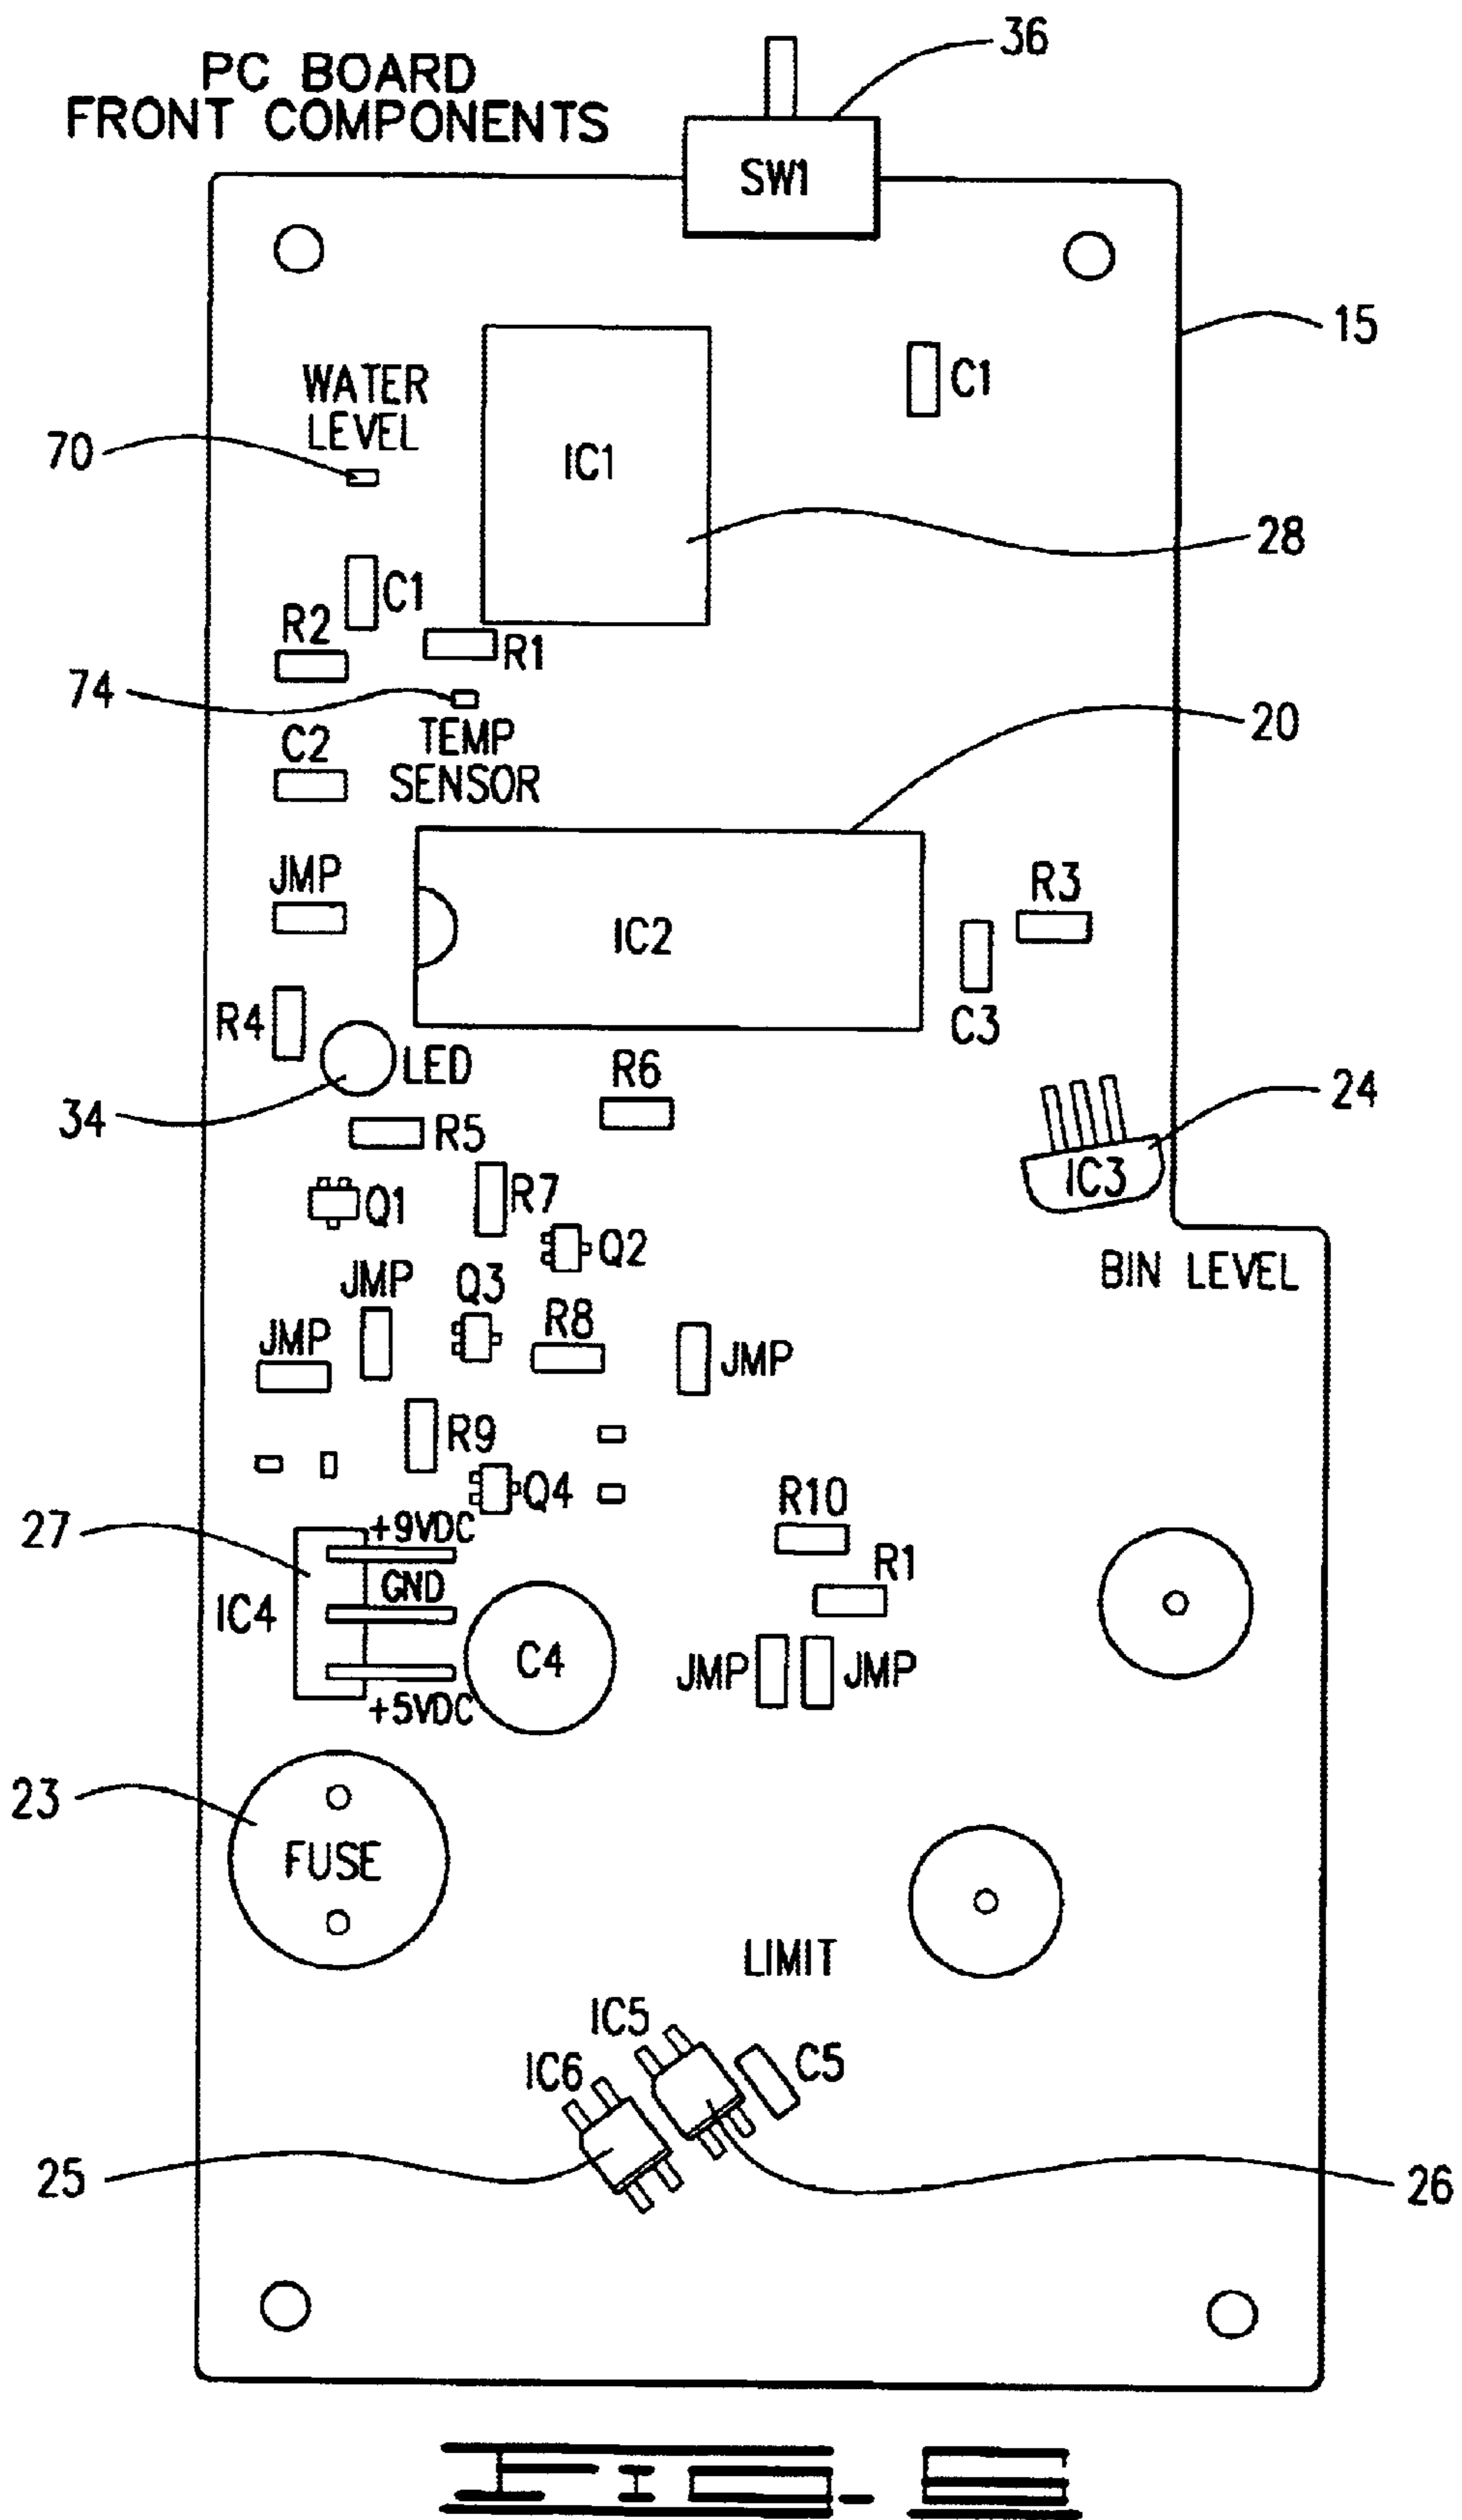 PC BOARD
FRONT COMPONENTS
36
SW1
15
WATER
LEVEL
70
IC1
C1
28
C1
R2
R1
74
TEMP
SENSOR
C2
20
JMP
IC2
R3
C3
R4
LED
34
R6
24
R5
IC3
R7
Q1
Q2
BIN LEVEL
JMP
Q3
JMP
R8
JMP
R9
Q4
R10
27
+9VDC
GND
IC4
R1
C4
JMP
JMP
+5VDC
23
FUSE
LIMIT
IC5
IC6
C5
25
26